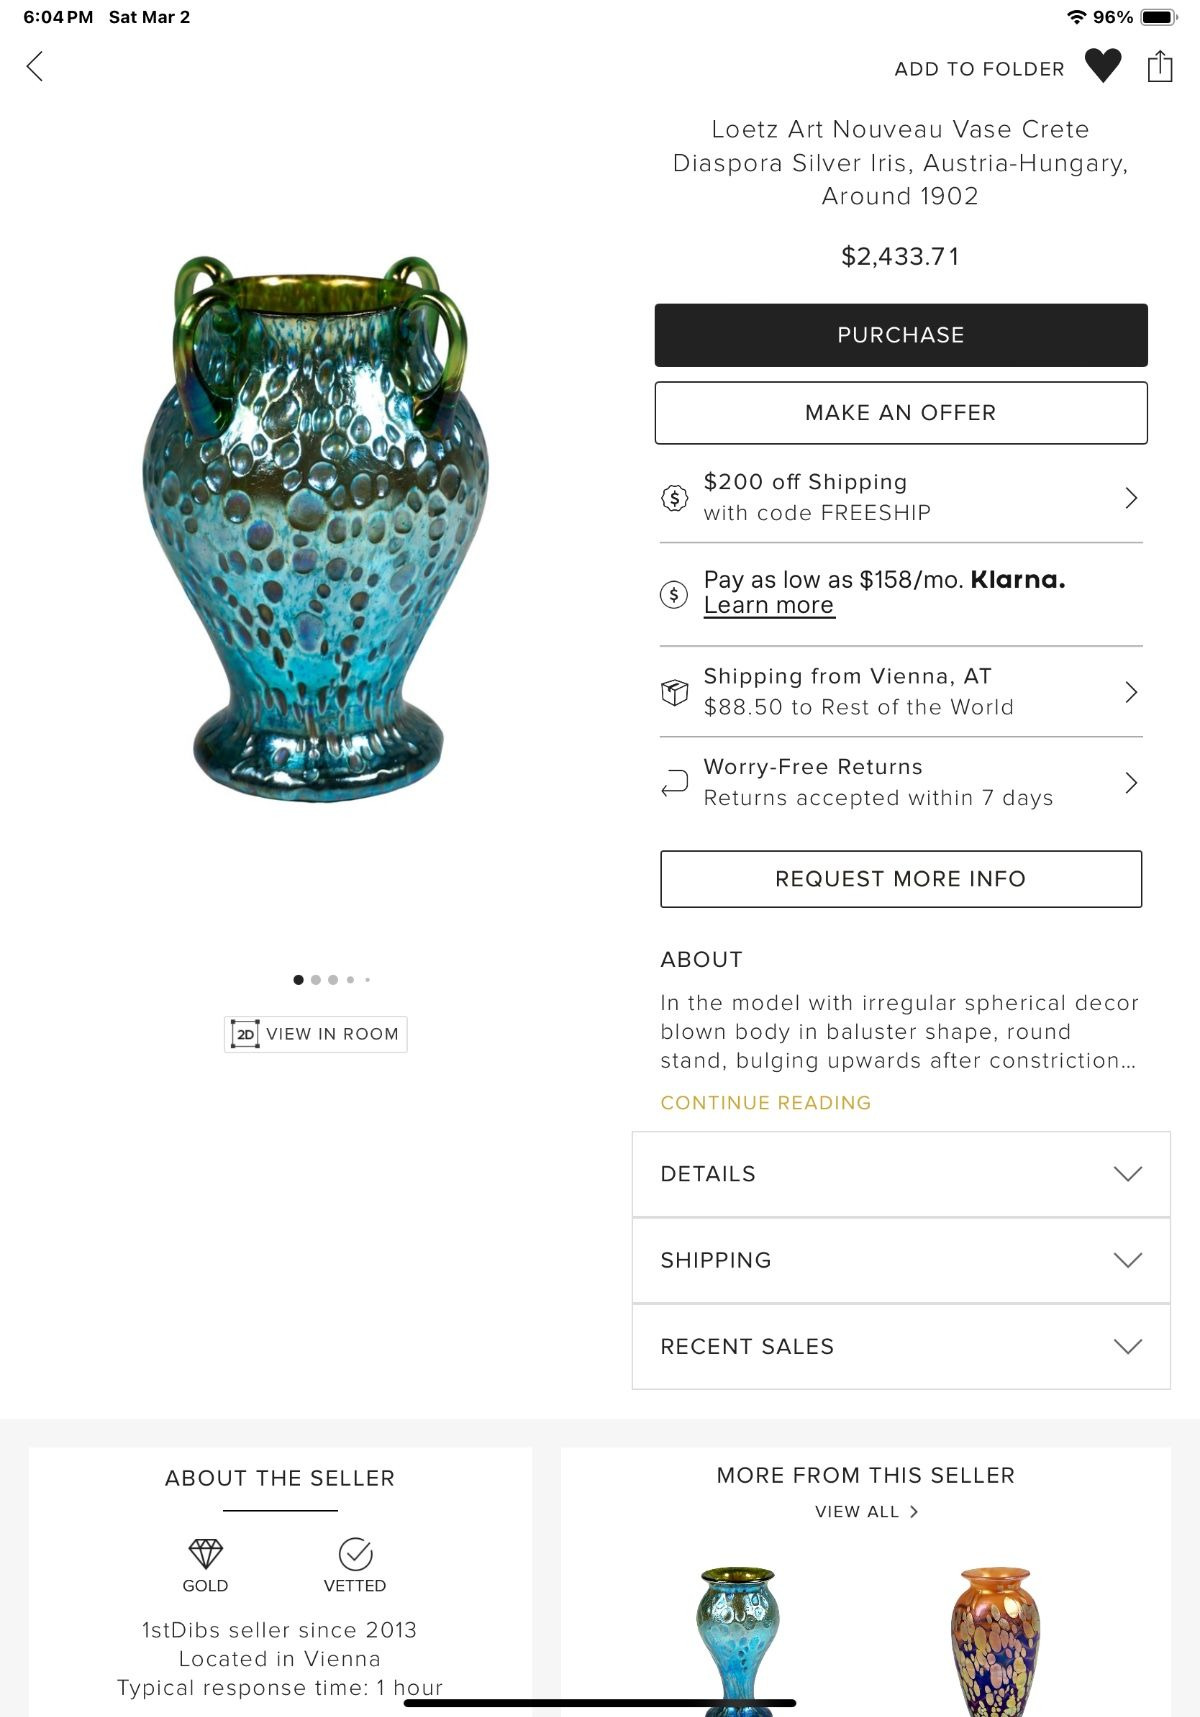 6:04 PM Sat Mar 2
96%
ADD TO FOLDER
Loetz Art Nouveau Vase Crete
Diaspora Silver Iris, Austria-Hungary,
Around 1902
$2,433.71
PURCHASE
MAKE AN OFFER
$200 off Shipping
with code FREESHIP
Pay as low as $158/mo. Klarna.
Learn more
Shipping from Vienna, AT
$88.50 to Rest of the World
Worry-Free Returns
Returns accepted within 7 days
REQUEST MORE INFO
ABOUT
In the model with irregular spherical decor
blown body in baluster shape, round
stand, bulging upwards after constriction...
CONTINUE READING
2D VIEW IN ROOM
DETAILS
SHIPPING
RECENT SALES
ABOUT THE SELLER
GOLD
VETTED
1stDibs seller since 2013
Located in Vienna
Typical response time: 1 hour
MORE FROM THIS SELLER
VIEW ALL >